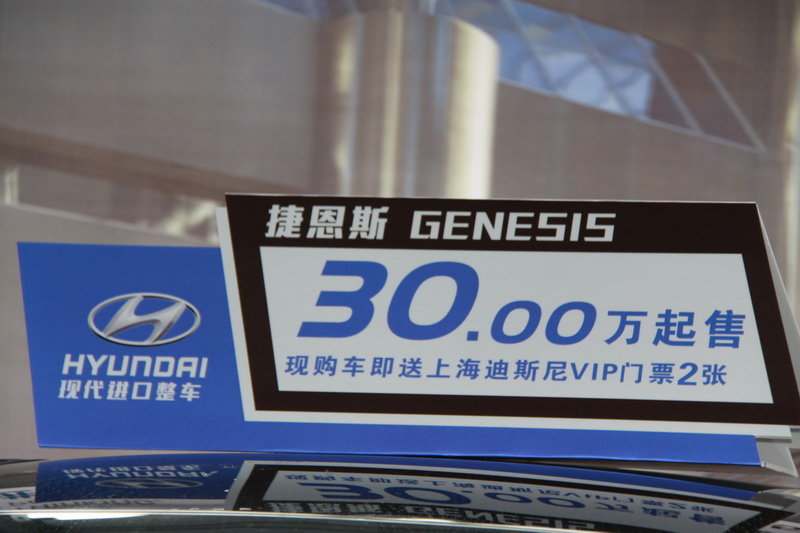 捷恩斯 GENESIS
30.00万起售
现购车即送上海迪斯尼VIP门票2张
HYUNDAI
现代进口整车